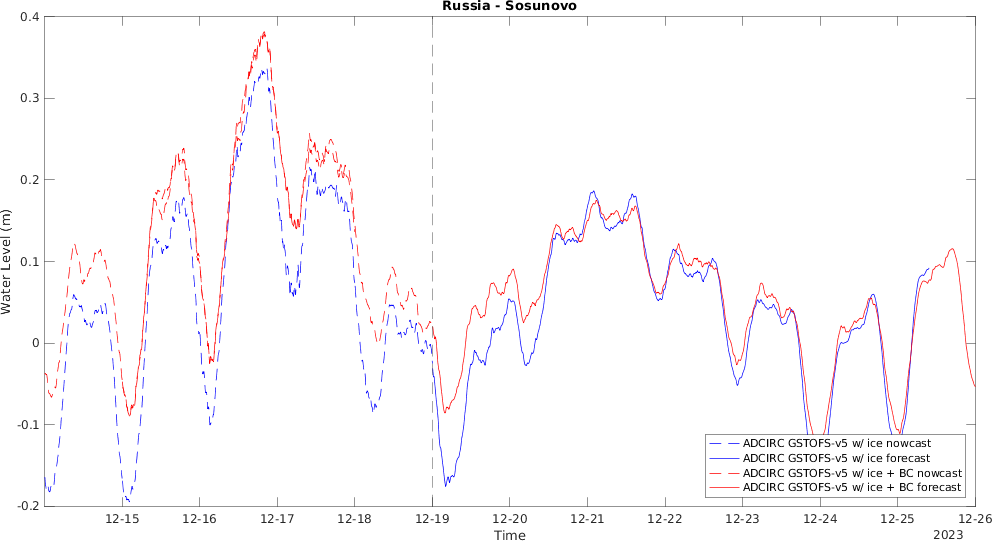 Russia - Sosunovo
0.4
0.3
0.2
0.1
0
-0.1
-0.2
Water Level (m)
ADCIRC GSTOFS-v5 w/ ice nowcast
ADCIRC GSTOFS-v5 w/ ice forecast
ADCIRC GSTOFS-v5 w/ ice + BC nowcast
ADCIRC GSTOFS-v5 w/ ice + BC forecast
12-15 12-16 12-17 12-18 12-19 12-20 12-21 12-22 12-23 12-24 12-25 12-26
Time
2023